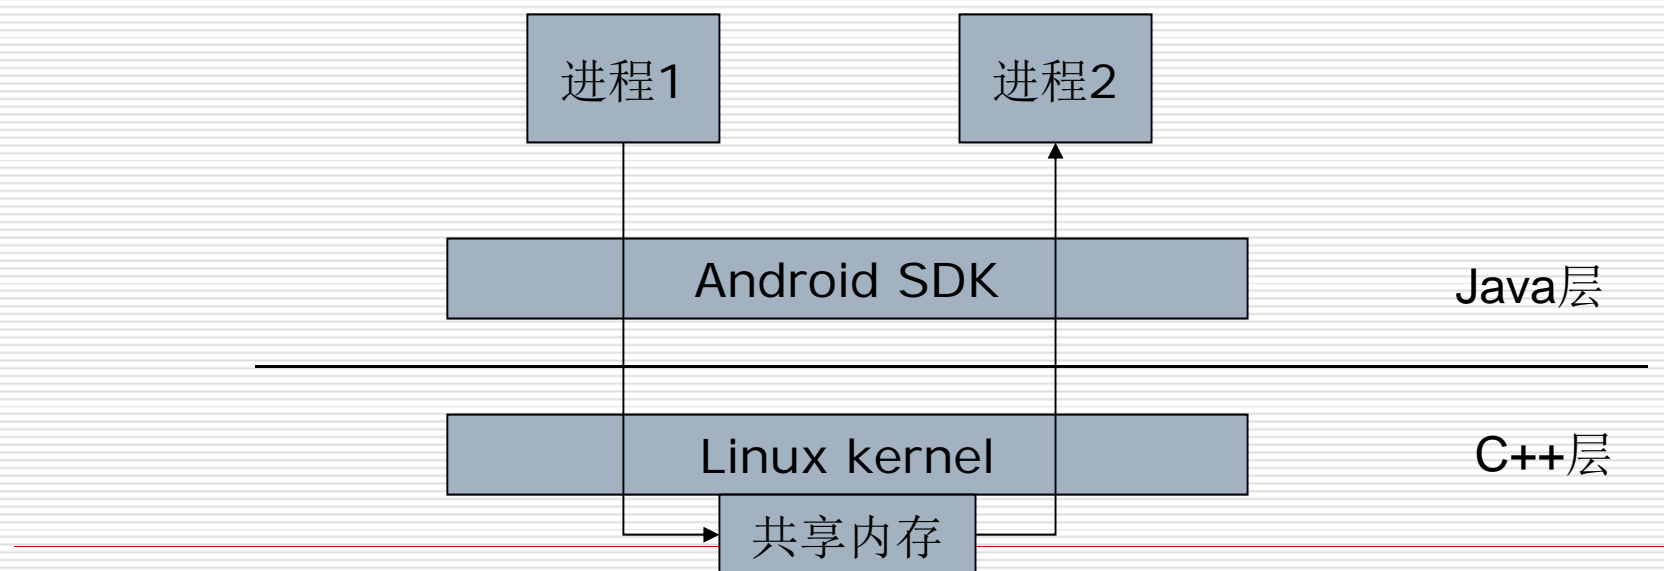 进程1
进程2
Android SDK
Java层
Linux kernel
C++层
共享内存